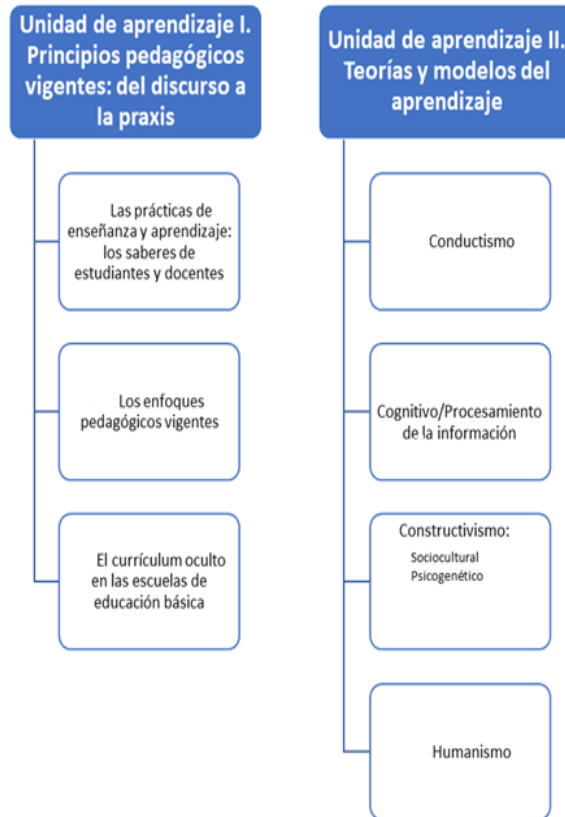 Unidad de aprendizaje I.
Principios pedagógicos
vigentes: del discurso a
la praxis
Las prácticas de
enseñanza y aprendizaje:
los saberes de
estudiantes y docentes
Los enfoques
pedagógicos vigentes
El currículum oculto
en las escuelas de
educación básica
Unidad de aprendizaje II.
Teorías y modelos del
aprendizaje
Conductismo
Cognitivo/Procesamiento
de la información
Constructivismo:
Sociocultural
Psicogenético
Humanismo